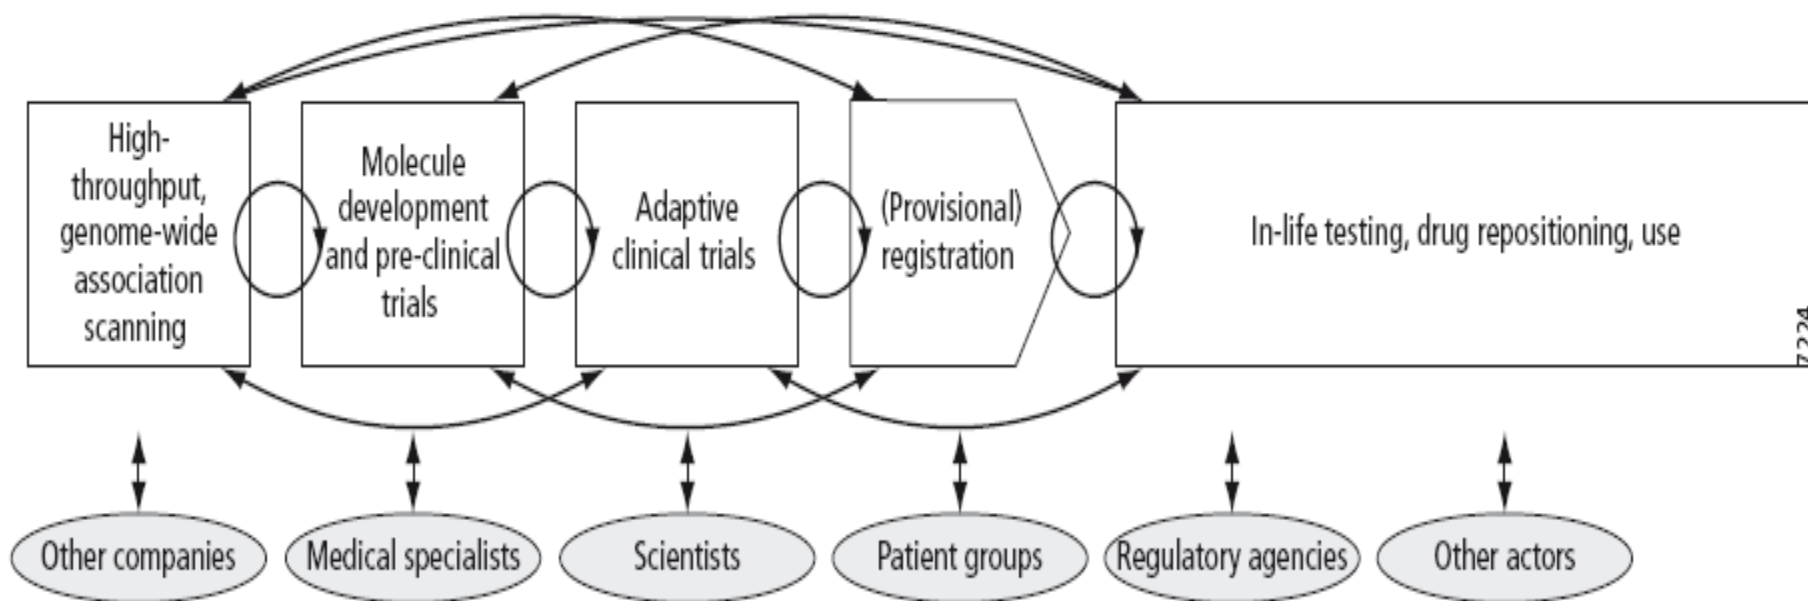 High-
throughput,
genome-wide
association
scanning
Molecule
development
and pre-clinical
trials
Adaptive
clinical trials
(Provisional)
registration
In-life testing, drug repositioning, use
7224
Other companies
Medical specialists
Scientists
Patient groups
Regulatory agencies
Other actors